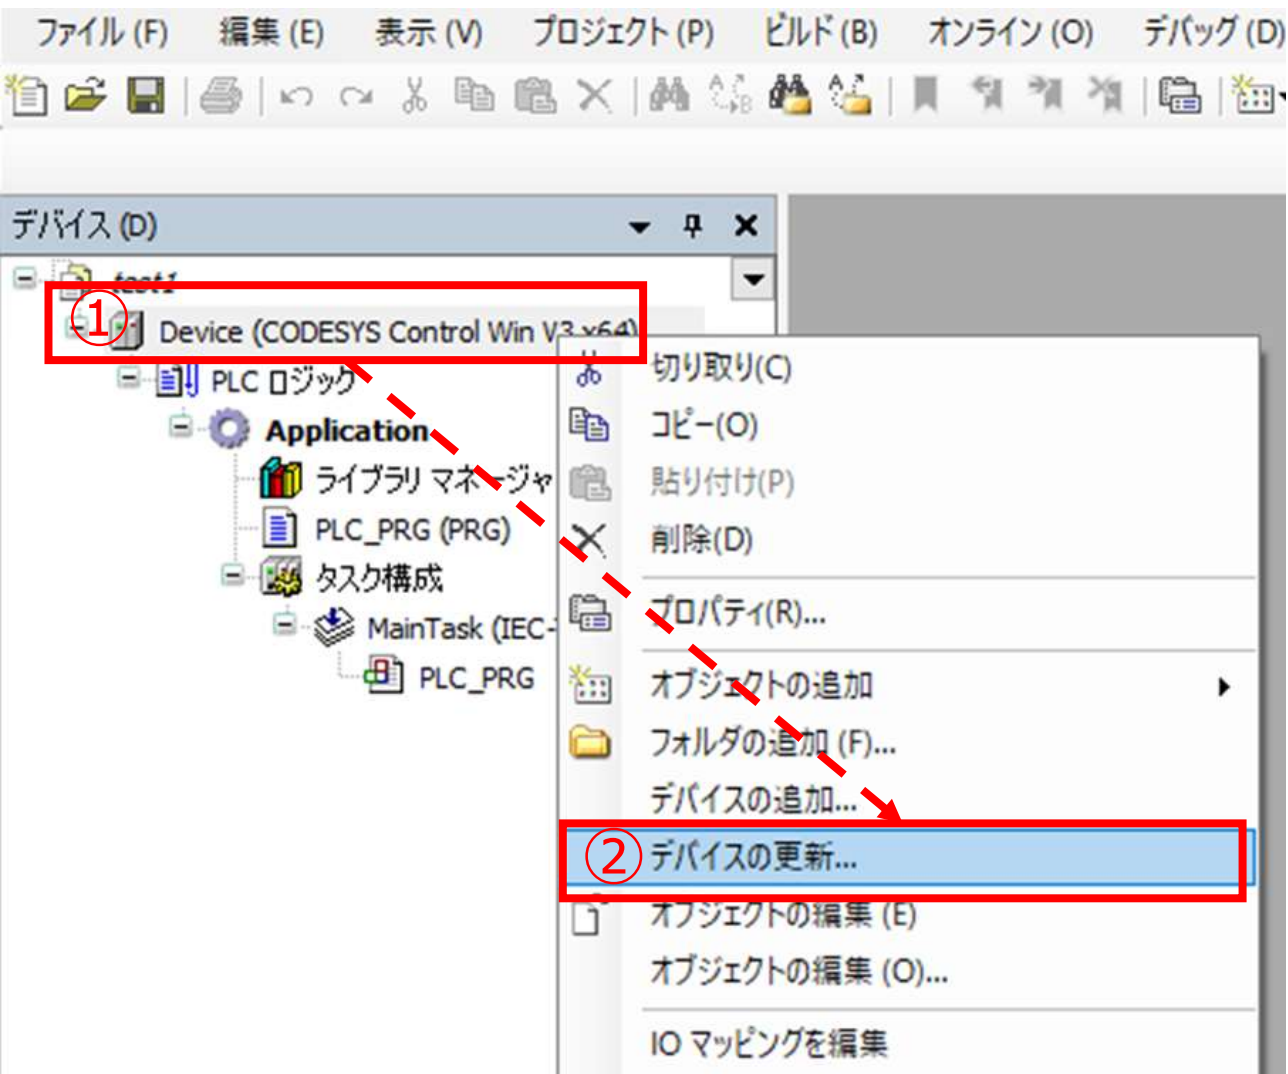 ファイル (F) 編集 (E) 表示 (V) プロジェクト (P) ビルド (B) オンライン (O) デバッグ (D)
デバイス (D)
test1
① Device (CODESYS Control Win V3 x64)
PLC ロジック
Application
ライブラリ マネージャ
PLC_PRG (PRG)
タスク構成
MainTask (IEC-
PLC_PRG
切り取り(C)
コピー(O)
貼り付け(P)
削除(D)
プロパティ(R)...
オブジェクトの追加
フォルダの追加 (F)...
デバイスの追加...
② デバイスの更新...
オブジェクトの編集 (E)
オブジェクトの編集 (O)...
IO マッピングを編集